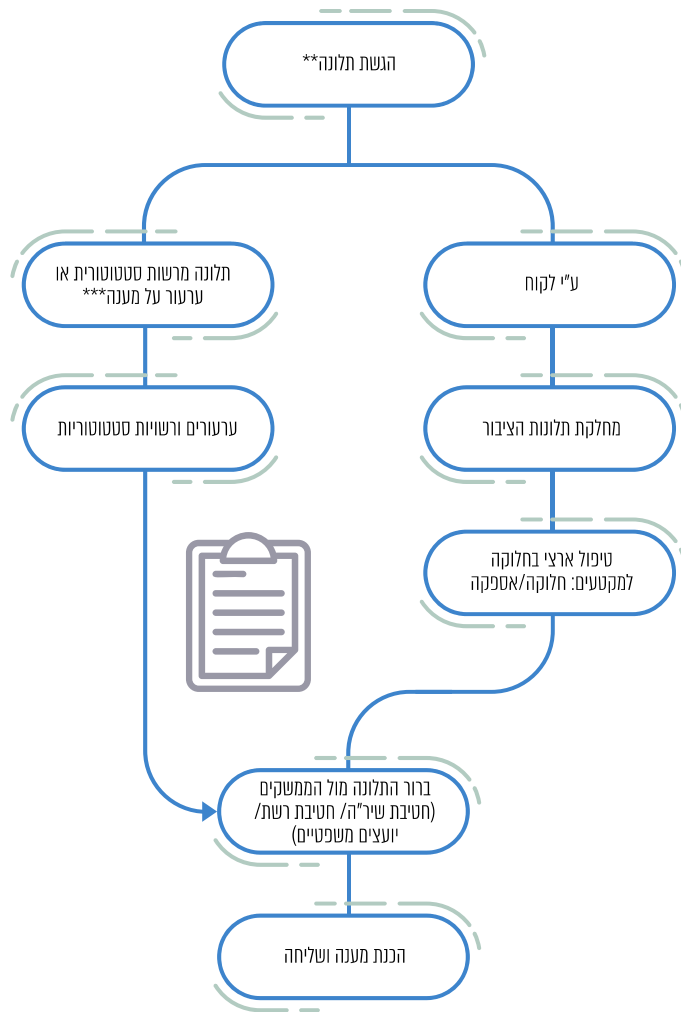 הגשת תלונה**
ע"י לקוח
תלונה מרשות סטטוטורית או
ערעור על מענה***
מחלקת תלונות הציבור
ערעורים ורשויות סטטוטוריות
טיפול ארצי בחלוקה
למקטעים: חלוקה/אספקה
ברור התלונה מול הממשקים
(חטיבת שיר"ה/ חטיבת רשת/
יועצים משפטיים)
הכנת מענה ושליחה